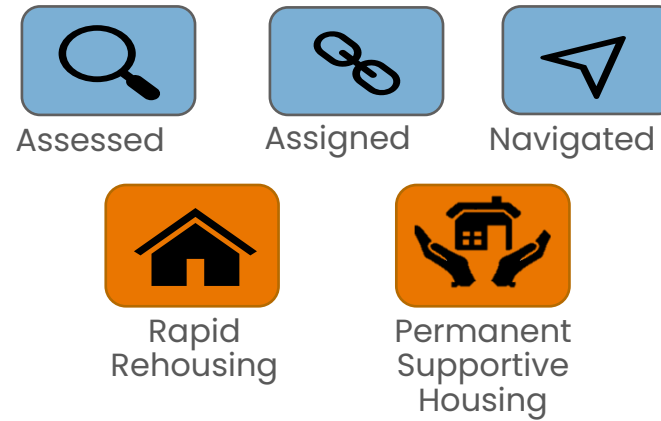 Assessed
Assigned
Navigated
Rapid
Rehousing
Permanent
Supportive
Housing